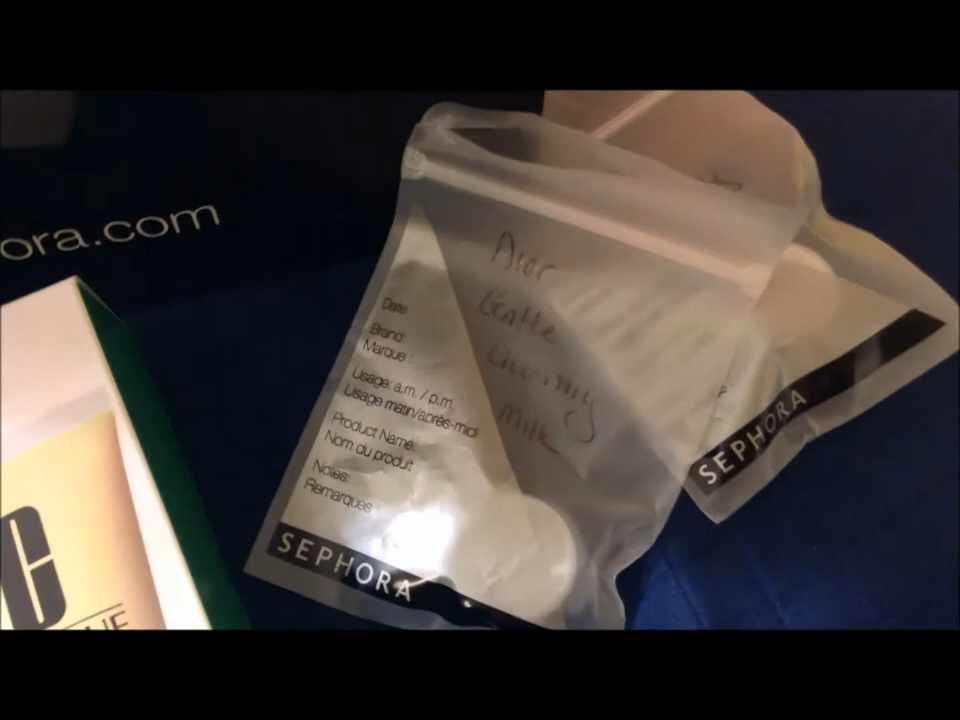 ora.com
Dior
Gentle
Cleansing
Milk
Date
Brand:
Marque
Usage: a.m. / p.m.
Usage matin/après-midi
Product Name:
Nom du produit
Notes:
Remarques
SEPHORA
SEPHORA
C